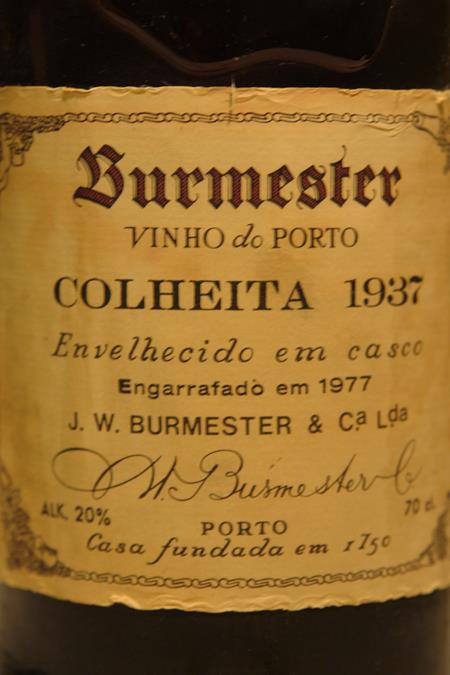 Burmester
VINHO do PORTO
COLHEITA 1937
Envelhecido em casco
Engarrafado em 1977
J. W. BURMESTER & Cª Lda
W. Burmester C
ALK. 20%
70 cl.
PORTO
Casa fundada em 1750